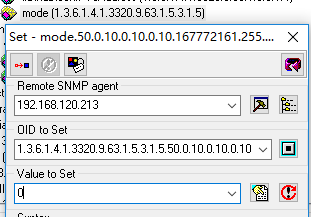 mode (1.3.6.1.4.1.3320.9.63.1.5.3.1.5)
Set - mode.50.0.10.0.10.0.10.167772161.255....
Remote SNMP agent
192.168.120.213
OID to Set
1.3.6.1.4.1.3320.9.63.1.5.3.1.5.50.0.10.0.10.0.10
Value to Set
0
Syntax